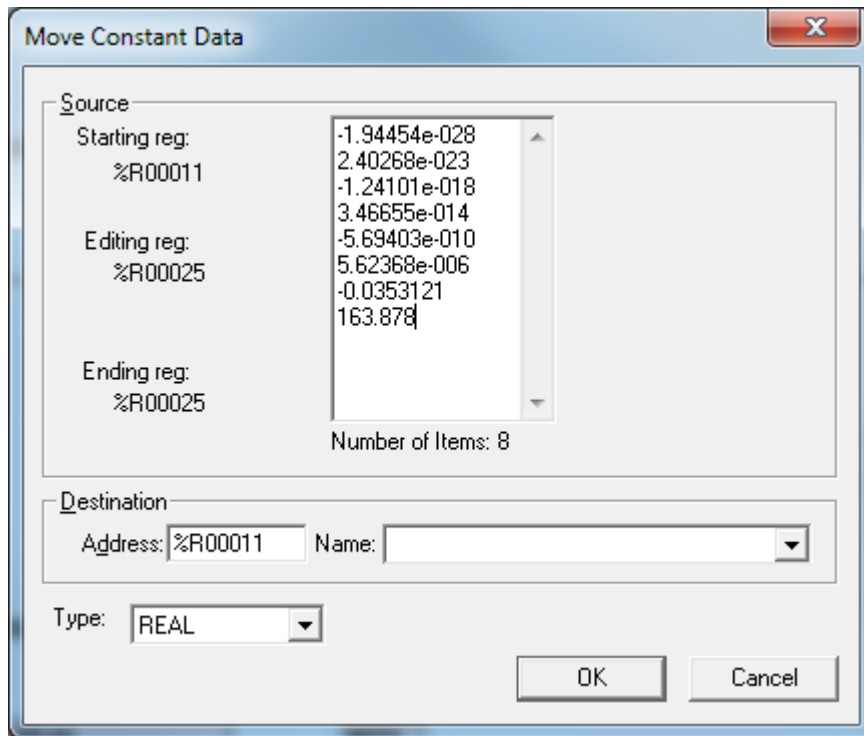 Move Constant Data
Source
Starting reg:
%R00011
Editing reg:
%R00025
Ending reg:
%R00025
-1.94454e-028
2.40268e-023
-1.24101e-018
3.46655e-014
-5.69403e-010
5.62368e-006
-0.0353121
163.878
Number of Items: 8
Destination
Address: %R00011 Name:
Type: REAL
OK Cancel